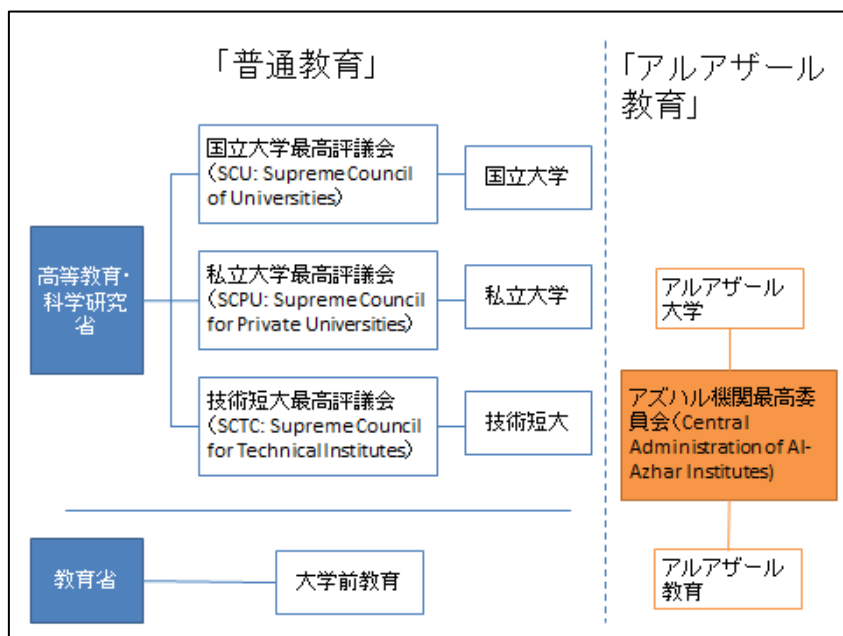 「普通教育」
高等教育・
科学研究
省
国立大学最高評議会
（SCU: Supreme Council
of Universities）
国立大学
私立大学最高評議会
（SCPU: Supreme Council
for Private Universities）
私立大学
技術短大最高評議会
（SCTC: Supreme Council
for Technical Institutes）
技術短大
教育省
大学前教育
「アルアザール
教育」
アルアザール
大学
アズハル機関最高委
員会（Central
Administration of Al-
Azhar Institutes)
アルアザール
教育